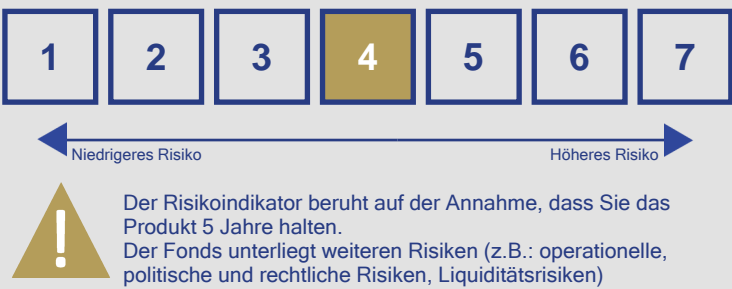 1 2 3 4 5 6 7
Niedrigeres Risiko Höheres Risiko
!
Der Risikoindikator beruht auf der Annahme, dass Sie das
Produkt 5 Jahre halten.
Der Fonds unterliegt weiteren Risiken (z.B.: operationelle,
politische und rechtliche Risiken, Liquiditätsrisiken)